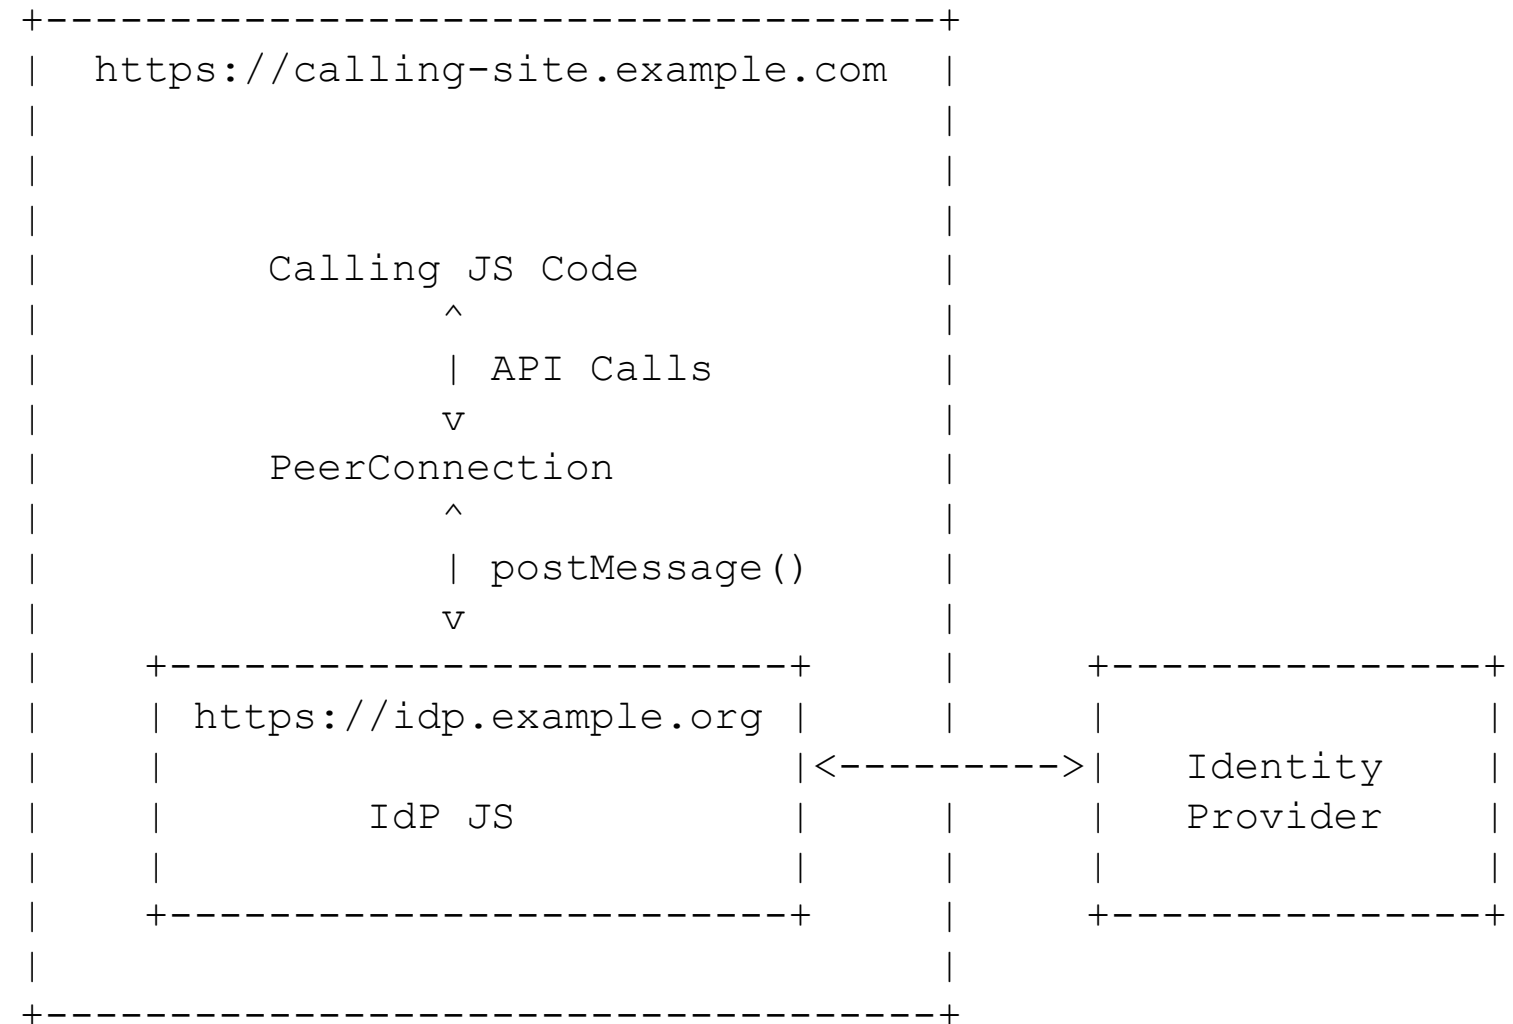 +------------------------------------+
|  https://calling-site.example.com  |
|                                    |
|                                    |
|                                    |
|         Calling JS Code            |
|                ^                   |
|                | API Calls         |
|                v                   |
|         PeerConnection             |
|                ^                   |
|                | postMessage()     |
|                v                   |
|    +-------------------------+     |     +---------------+
|    | https://idp.example.org |     |     |               |
|    |                         |<--------->|   Identity    |
|    |        IdP JS           |     |     |   Provider    |
|    |                         |     |     |               |
|    +-------------------------+     |     +---------------+
|                                    |
+------------------------------------+